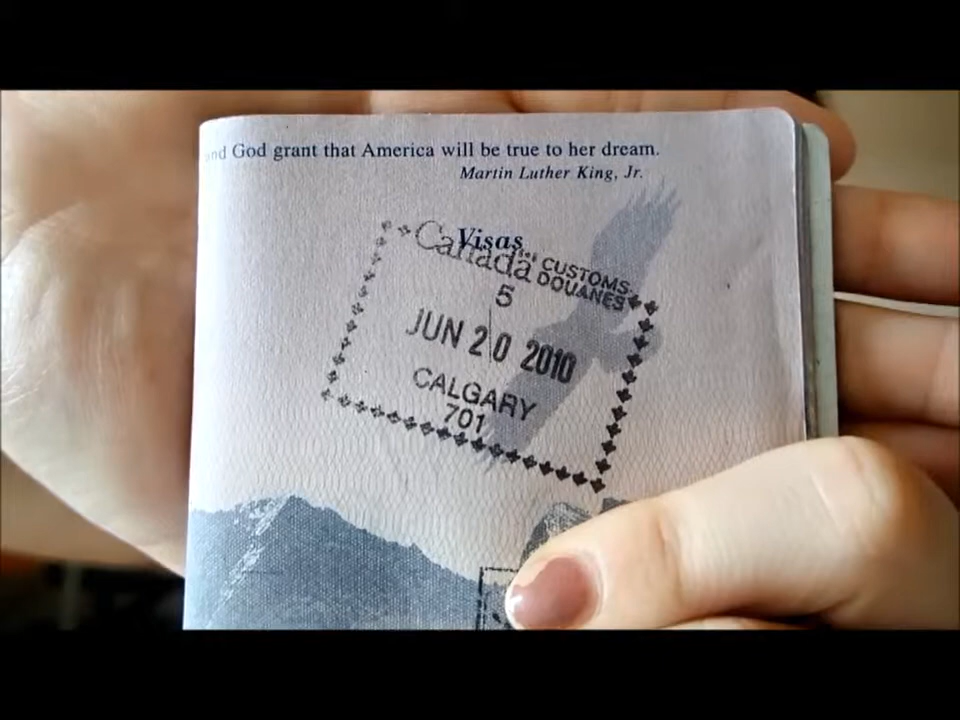 and God grant that America will be true to her dream.
Martin Luther King, Jr.
Visas
Canada CUSTOMS
DOUANES
5
JUN 20 2010
CALGARY
701